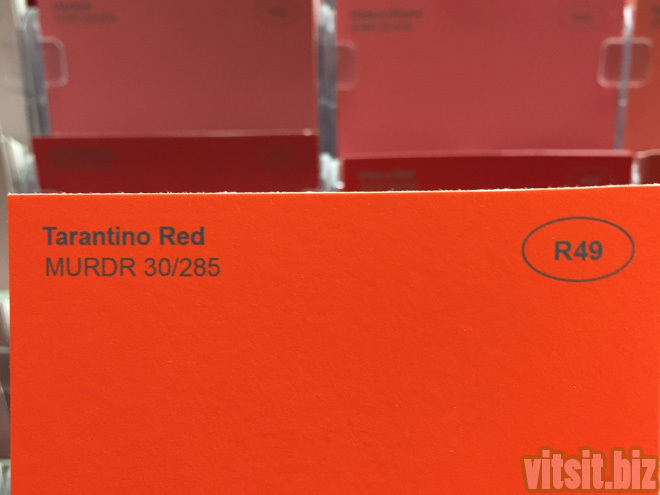 Tarantino Red
MURDR 30/285
R49
vitsit.biz